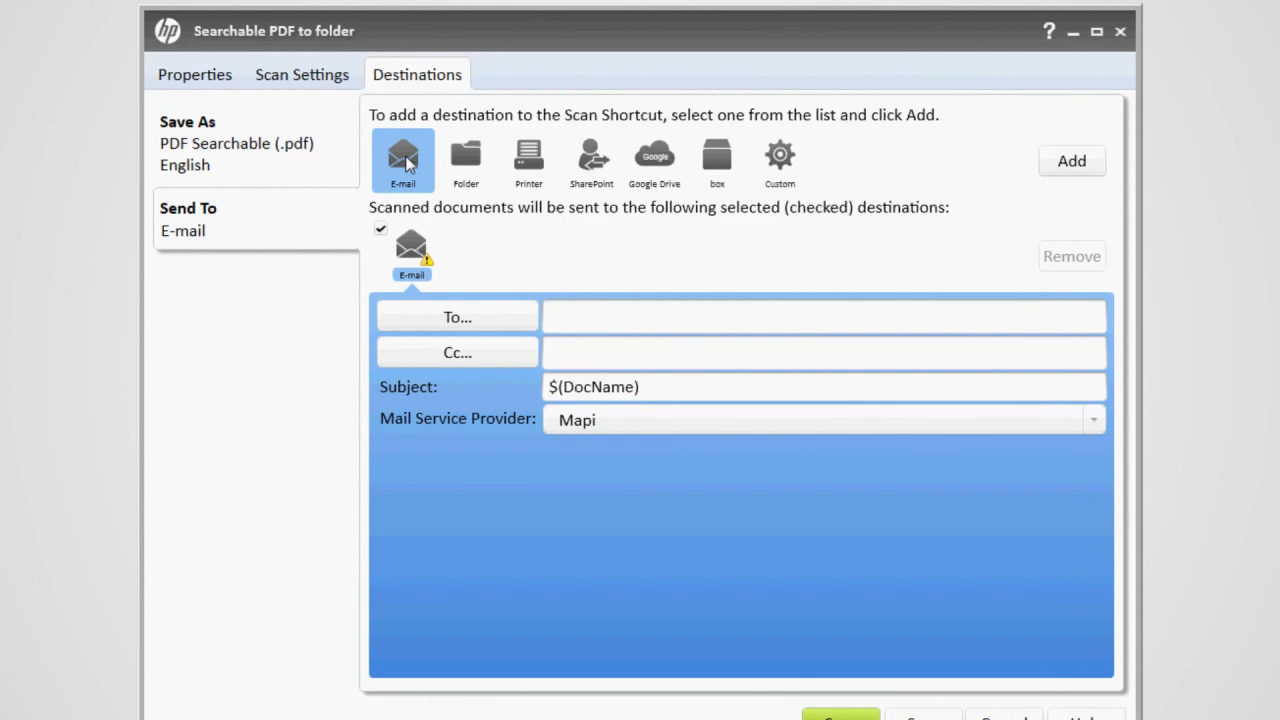 hp
Searchable PDF to folder
?
Properties
Scan Settings
Destinations
Save As
PDF Searchable (.pdf)
English
Send To
E-mail
To add a destination to the Scan Shortcut, select one from the list and click Add.
E-mail
Folder
Printer
SharePoint
Google
Google Drive
box
Custom
Add
Scanned documents will be sent to the following selected (checked) destinations:
E-mail
Remove
To...
Cc...
Subject:
$(DocName)
Mail Service Provider:
Mapi